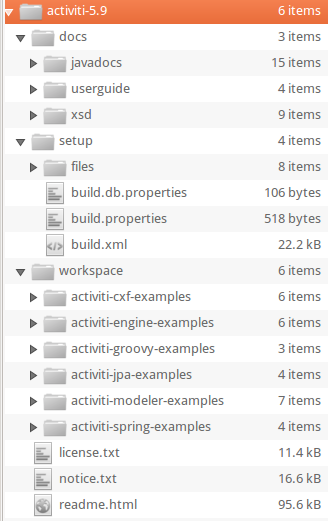 activiti-5.9 6 items
docs 3 items
javadocs 15 items
userguide 4 items
xsd 9 items
setup 4 items
files 8 items
build.db.properties 106 bytes
build.properties 518 bytes
build.xml 22.2 kB
workspace 6 items
activiti-cxf-examples 6 items
activiti-engine-examples 6 items
activiti-groovy-examples 3 items
activiti-jpa-examples 4 items
activiti-modeler-examples 7 items
activiti-spring-examples 4 items
license.txt 11.4 kB
notice.txt 16.6 kB
readme.html 95.6 kB